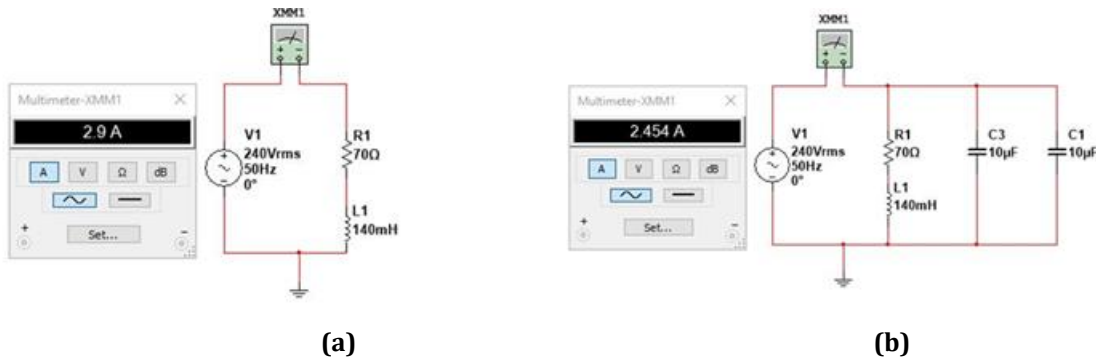 XMM1
Multimeter-XMM1
2.9 A
A V Ω dB
Set...
+ -
V1
240Vrms
50Hz
0°
R1
70Ω
L1
140mH
(a)
XMM1
Multimeter-XMM1
2.454 A
A V Ω dB
Set...
+ -
V1
240Vrms
50Hz
0°
R1
70Ω
L1
140mH
C3
10µF
C1
10µF
(b)